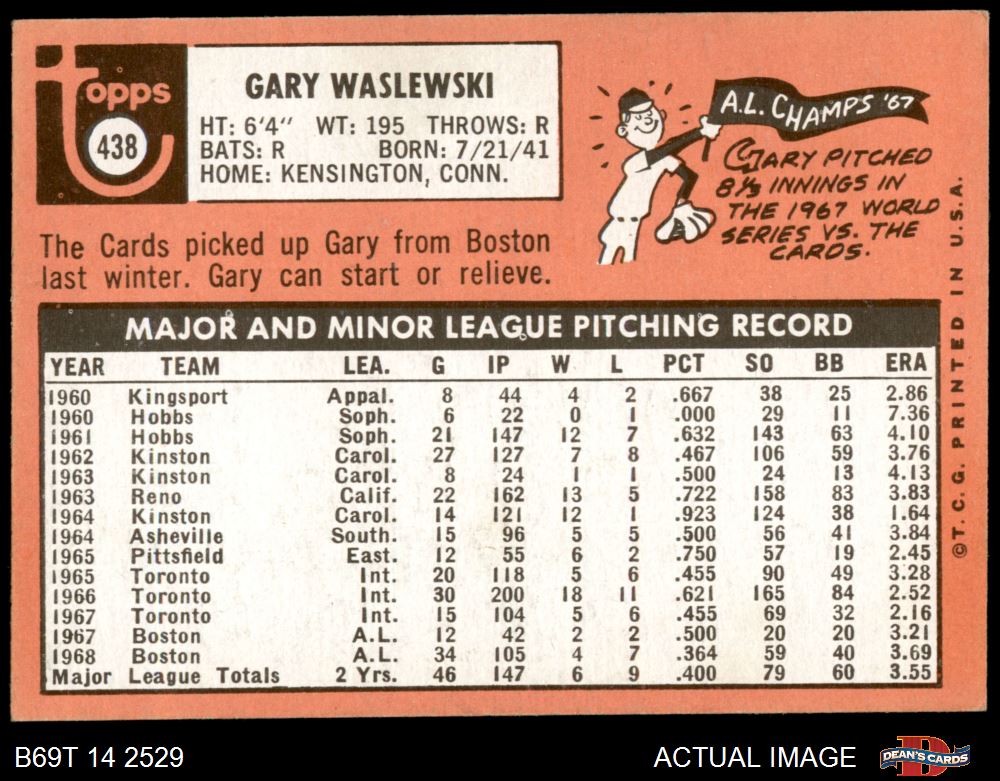 topps
438
GARY WASLEWSKI
HT: 6'4" WT: 195 THROWS: R
BATS: R BORN: 7/21/41
HOME: KENSINGTON, CONN.
The Cards picked up Gary from Boston
last winter. Gary can start or relieve.
A.L. CHAMPS '67
GARY PITCHED
8⅓ INNINGS IN
THE 1967 WORLD
SERIES VS. THE
CARDS.
MAJOR AND MINOR LEAGUE PITCHING RECORD
YEAR TEAM LEA. G IP W L PCT SO BB ERA
1960 Kingsport Appal. 8 44 4 2 .667 38 25 2.86
1960 Hobbs Soph. 6 22 0 1 .000 29 11 7.36
1961 Hobbs Soph. 21 147 12 7 .632 143 63 4.10
1962 Kinston Carol. 27 127 7 8 .467 106 59 3.76
1963 Kinston Carol. 8 24 1 1 .500 24 13 4.13
1963 Reno Calif. 22 162 13 5 .722 158 83 3.83
1964 Kinston Carol. 14 121 12 1 .923 124 38 1.64
1964 Asheville South. 15 96 5 5 .500 56 41 3.84
1965 Pittsfield East. 12 55 6 2 .750 57 19 2.45
1965 Toronto Int. 20 118 5 6 .455 90 49 3.28
1966 Toronto Int. 30 200 18 11 .621 165 84 2.52
1967 Toronto Int. 15 104 5 6 .455 69 32 2.16
1967 Boston A.L. 12 42 2 2 .500 20 20 3.21
1968 Boston A.L. 34 105 4 7 .364 59 40 3.69
Major League Totals 2 Yrs. 46 147 6 9 .400 79 60 3.55
©T.C.G. PRINTED IN U.S.A.
B69T 14 2529
ACTUAL IMAGE
DEAN'S CARDS